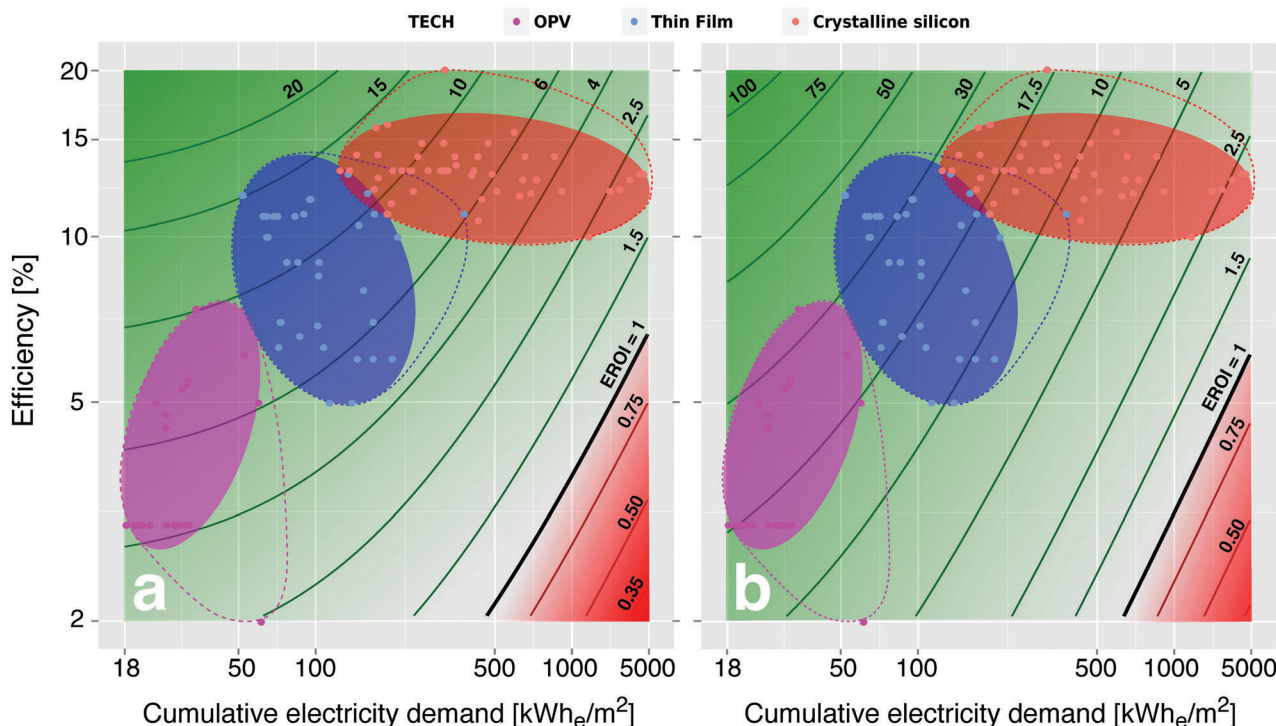 TECH OPV Thin Film Crystalline silicon
Efficiency [%]
20
15
10
5
2
20 15 10 6 4
2.5
1.5
EROI = 1
0.75
0.50
0.35
a
18 50 100 500 1000 5000
Cumulative electricity demand [kWhₑ/m²]
100 75 50 30 17.5 10 5
2.5
1.5
EROI = 1
0.75
0.50
b
18 50 100 500 1000 5000
Cumulative electricity demand [kWhₑ/m²]